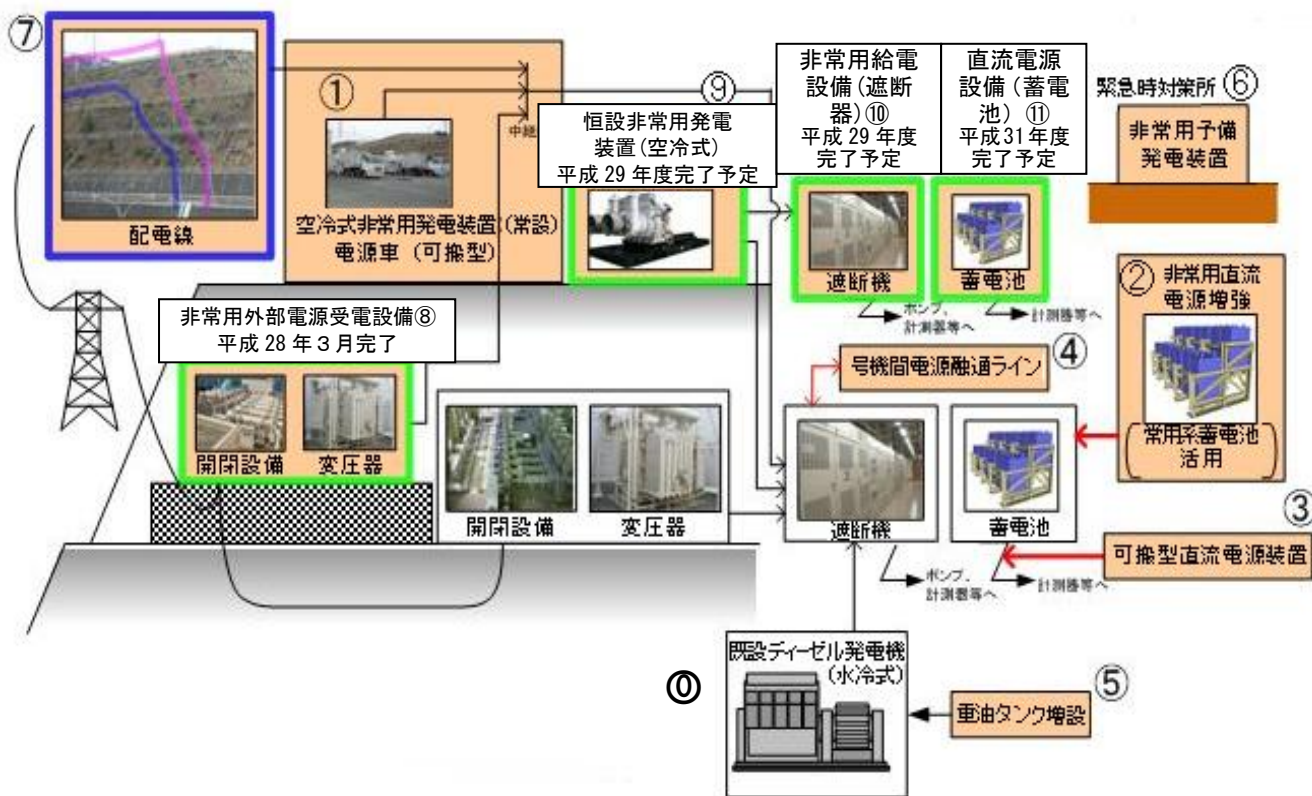 ⑦
配電線
①
中継
空冷式非常用発電装置(常設)
電源車（可搬型）
⑨
恒設非常用発電
装置(空冷式)
平成 29 年度完了予定
非常用給電
設備(遮断
器)⑩
平成 29 年度
完了予定
遮断機
ポンプ、
計測器等へ
直流電源
設備（蓄電
池）⑪
平成 31 年度
完了予定
蓄電池
計測器等へ
緊急時対策所 ⑥
非常用予備
発電装置
② 非常用直流
電源増強
(常用系蓄電池
活用)
非常用外部電源受電設備⑧
平成 28 年３月完了
開閉設備
変圧器
開閉設備
変圧器
④
号機間電源融通ライン
遮断機
ポンプ、
計測器等へ
蓄電池
計測器等へ
③
可搬型直流電源装置
⓪
既設ディーゼル発電機
(水冷式)
⑤
重油タンク増設